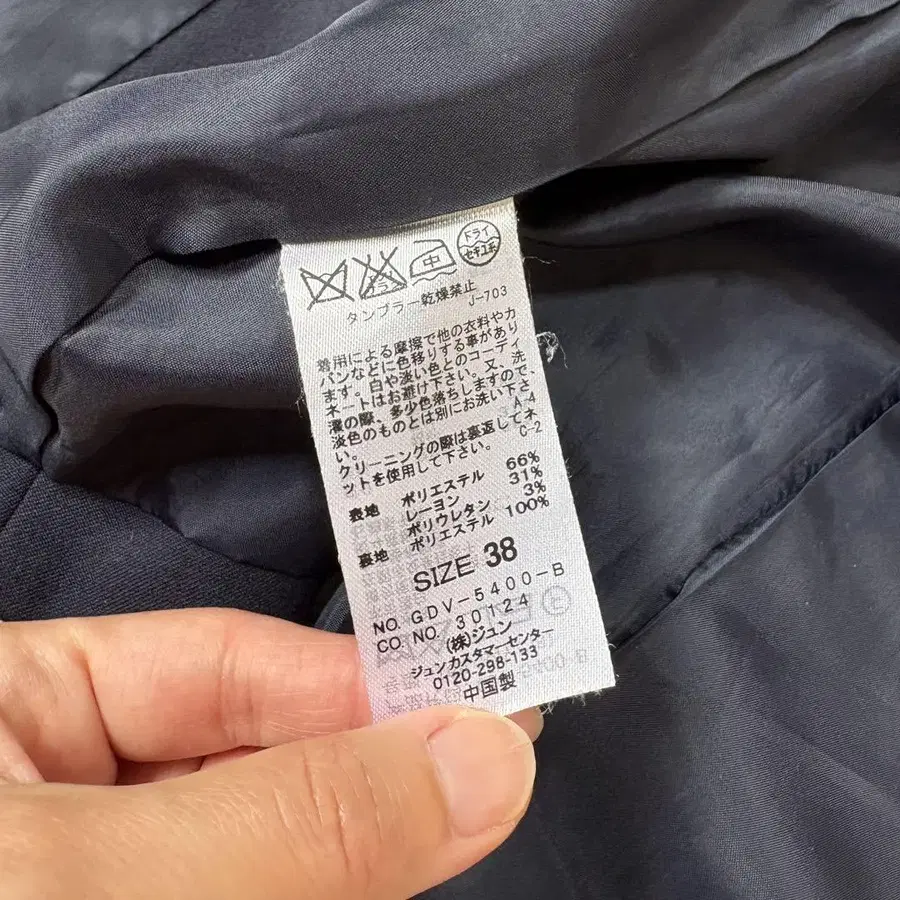 ドライ
セキユ系
エンソサラシ
中
タンブラー乾燥禁止
J-703
着用による摩擦で他の衣料やカ
バンなどに色移りする事があり
ます。白や淡い色とのコーディ
ネートはお避け下さい。又、洗
濯の際、多少色落ちしますので
淡色のものとは別にお洗い下さい
A-4
クリーニングの際は裏返してネ
ットを使用して下さい。
C-2
表地 ポリエステル 66%
レーヨン 31%
ポリウレタン 3%
裏地 ポリエステル 100%
SIZE 38
NO. GDV-5400-B
CO. NO. 30124
(株)ジュン
ジュンカスタマーセンター
0120-298-133
中国製